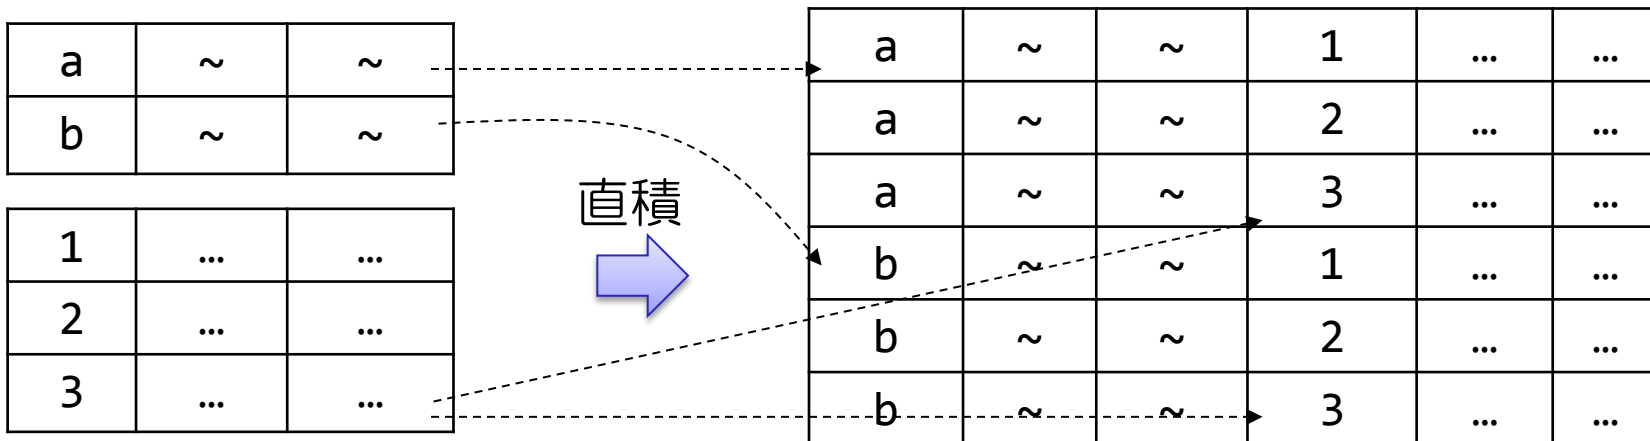 a ~ ~
b ~ ~
1 … …
2 … …
3 … …
直積
a ~ ~ 1 … …
a ~ ~ 2 … …
a ~ ~ 3 … …
b ~ ~ 1 … …
b ~ ~ 2 … …
b ~ ~ 3 … …